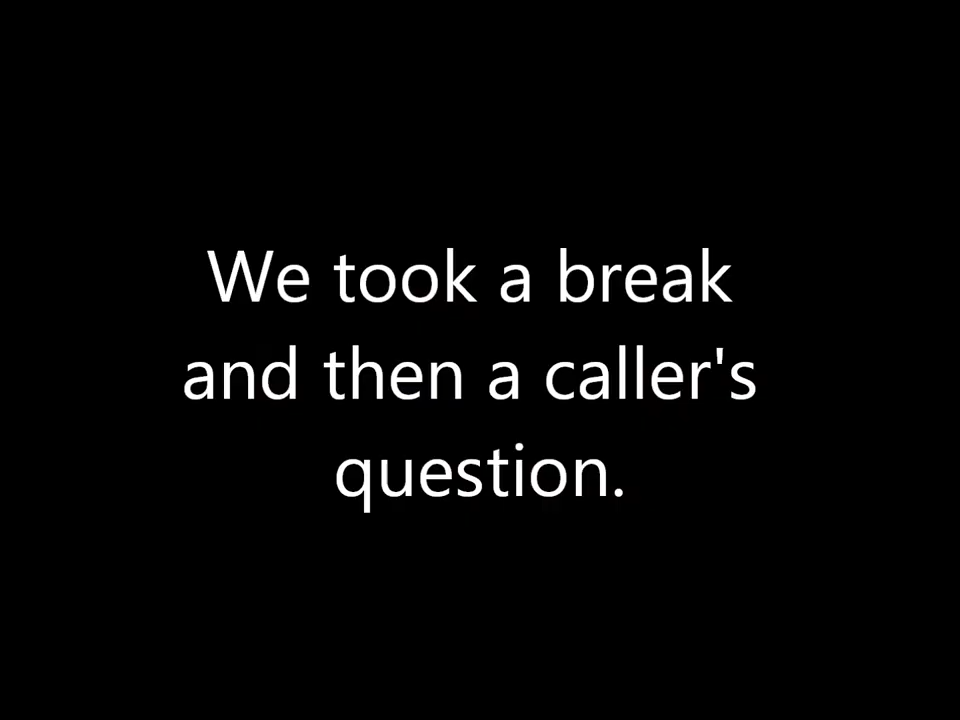 We took a break
and then a caller's
question.